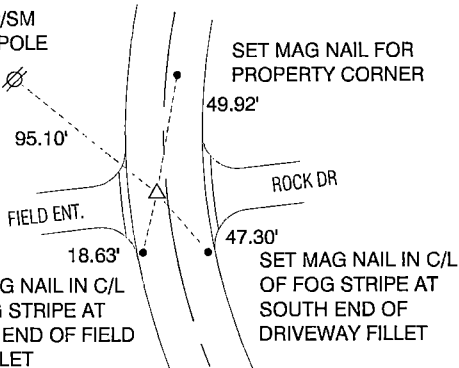 /SM
POLE
SET MAG NAIL FOR
PROPERTY CORNER
49.92'
95.10'
ROCK DR
FIELD ENT.
47.30'
18.63'
SET MAG NAIL IN C/L
OF FOG STRIPE AT
SOUTH END OF
DRIVEWAY FILLET
G NAIL IN C/L
STRIPE AT
END OF FIELD
LET